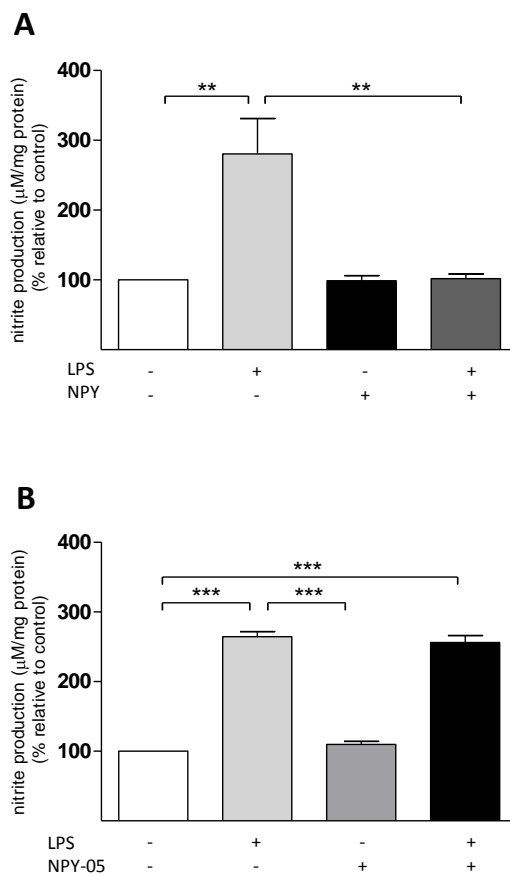 A
nitrite production (μM/mg protein)
(% relative to control)
400
300
200
100
**
**
LPS - + - +
NPY - - + +
B
nitrite production (μM/mg protein)
(% relative to control)
400
300
200
100
***
***
***
LPS - + - +
NPY-05 - - + +